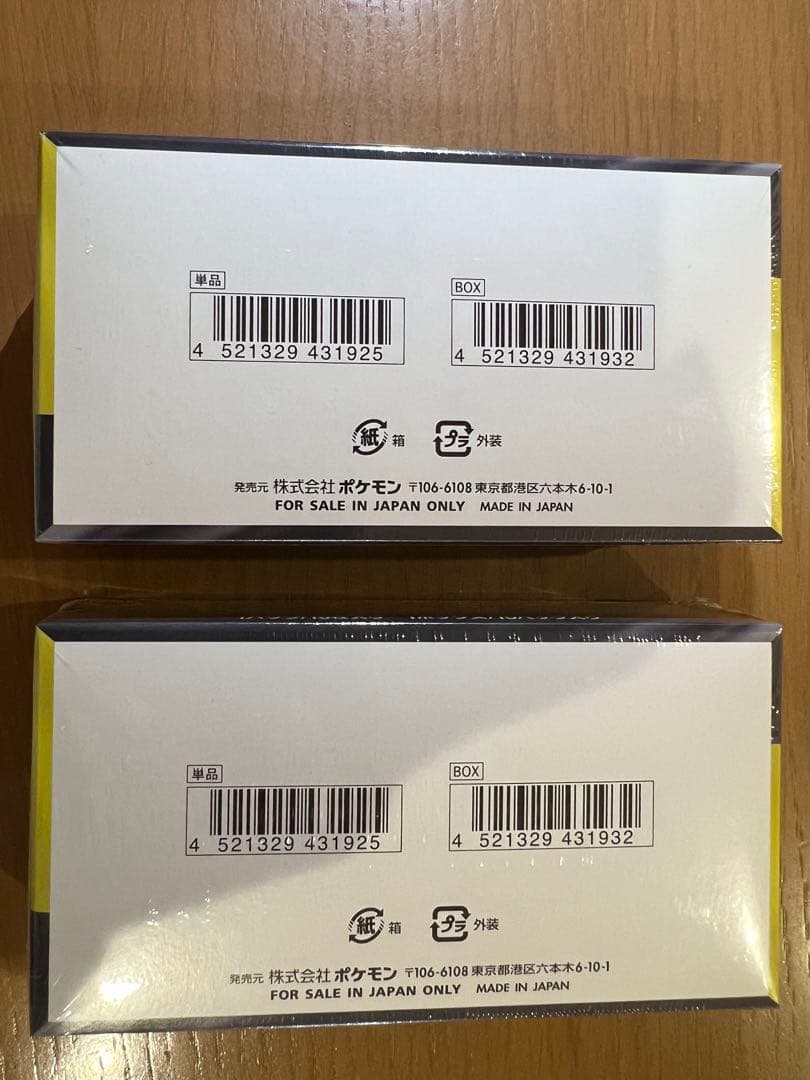 単品
BOX
4 521329 431925
4 521329 431932
紙 箱
プラ 外装
発売元 株式会社 ポケモン 〒106-6108 東京都港区六本木6-10-1
FOR SALE IN JAPAN ONLY MADE IN JAPAN
単品
BOX
4 521329 431925
4 521329 431932
紙 箱
プラ 外装
発売元 株式会社 ポケモン 〒106-6108 東京都港区六本木6-10-1
FOR SALE IN JAPAN ONLY MADE IN JAPAN